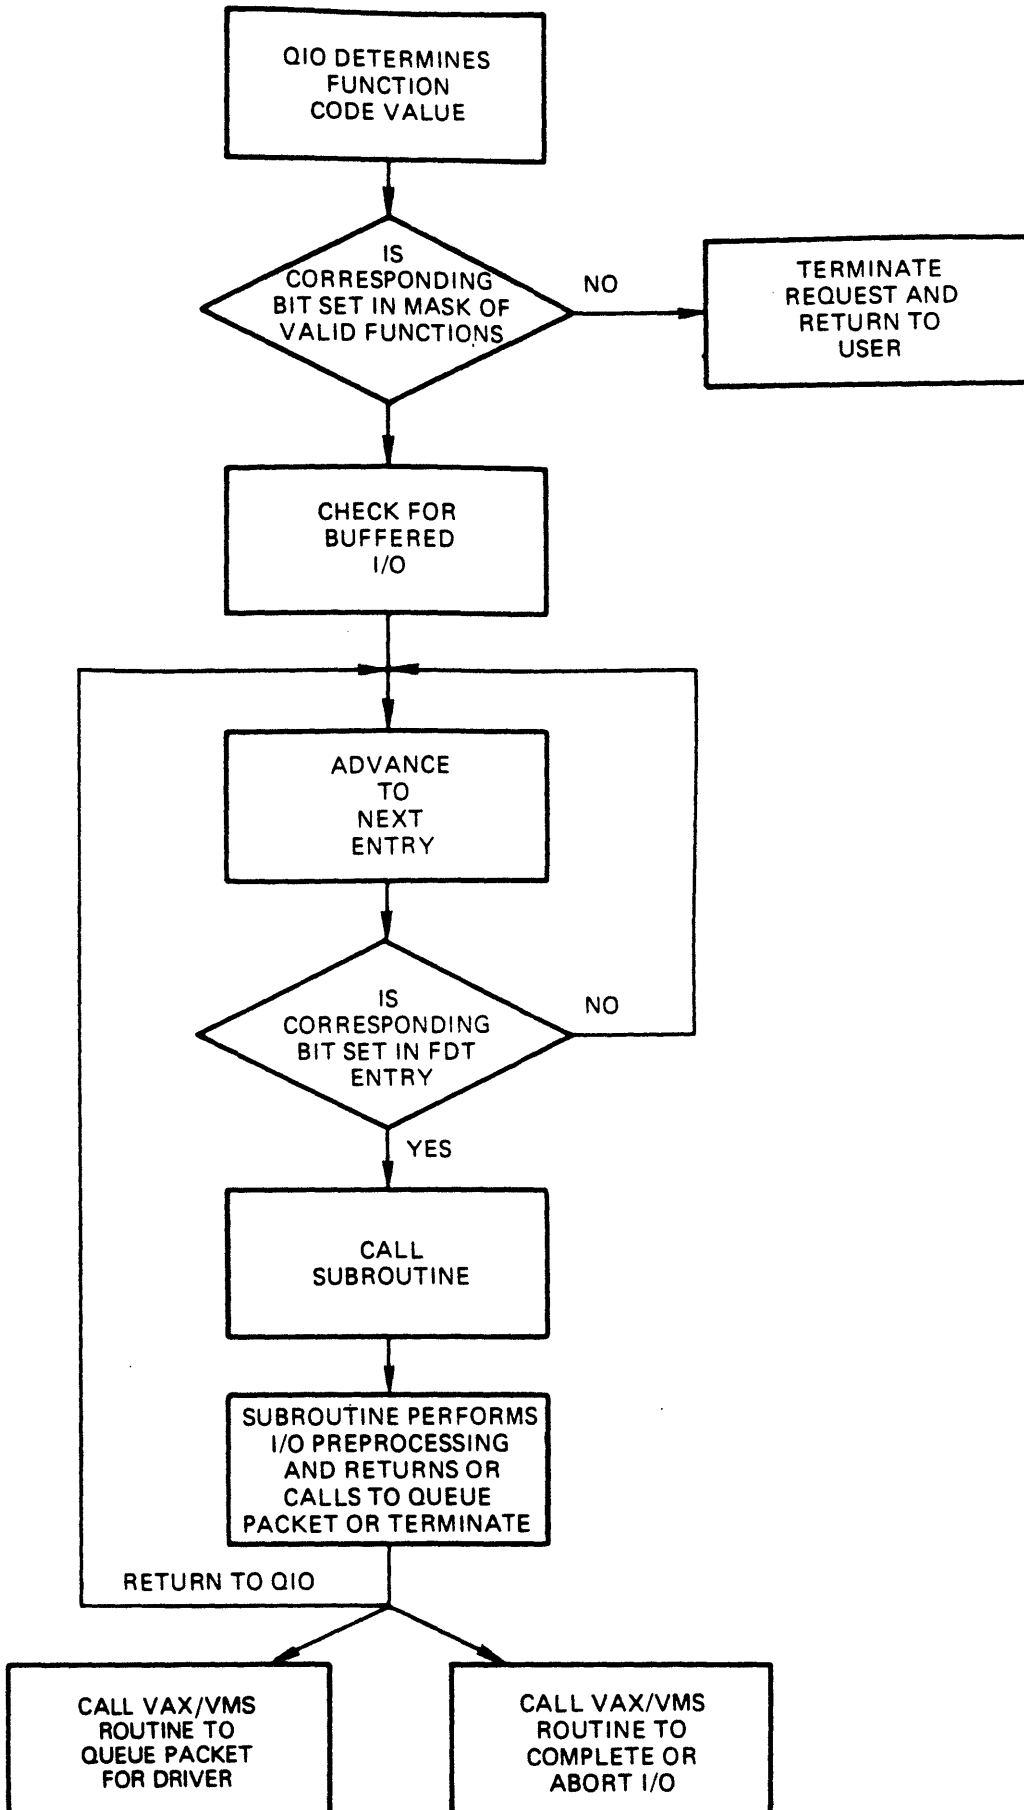 QIO DETERMINES
FUNCTION
CODE VALUE
IS
CORRESPONDING
BIT SET IN MASK OF
VALID FUNCTIONS
NO
TERMINATE
REQUEST AND
RETURN TO
USER
CHECK FOR
BUFFERED
I/O
ADVANCE
TO
NEXT
ENTRY
IS
CORRESPONDING
BIT SET IN FDT
ENTRY
NO
YES
CALL
SUBROUTINE
SUBROUTINE PERFORMS
I/O PREPROCESSING
AND RETURNS OR
CALLS TO QUEUE
PACKET OR TERMINATE
RETURN TO QIO
CALL VAX/VMS
ROUTINE TO
QUEUE PACKET
FOR DRIVER
CALL VAX/VMS
ROUTINE TO
COMPLETE OR
ABORT I/O